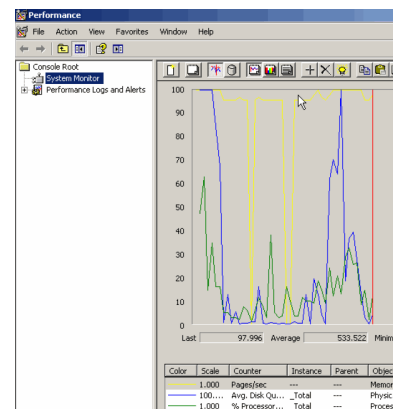 Performance
File Action View Favorites Window Help
Console Root
System Monitor
Performance Logs and Alerts
100
90
80
70
60
50
40
30
20
10
0
Last 97.996 Average 533.522 Minim
Color Scale Counter Instance Parent Objec
1.000 Pages/sec --- --- Memor
100.... Avg. Disk Qu... _Total --- Physic
1.000 % Processor... _Total --- Proces